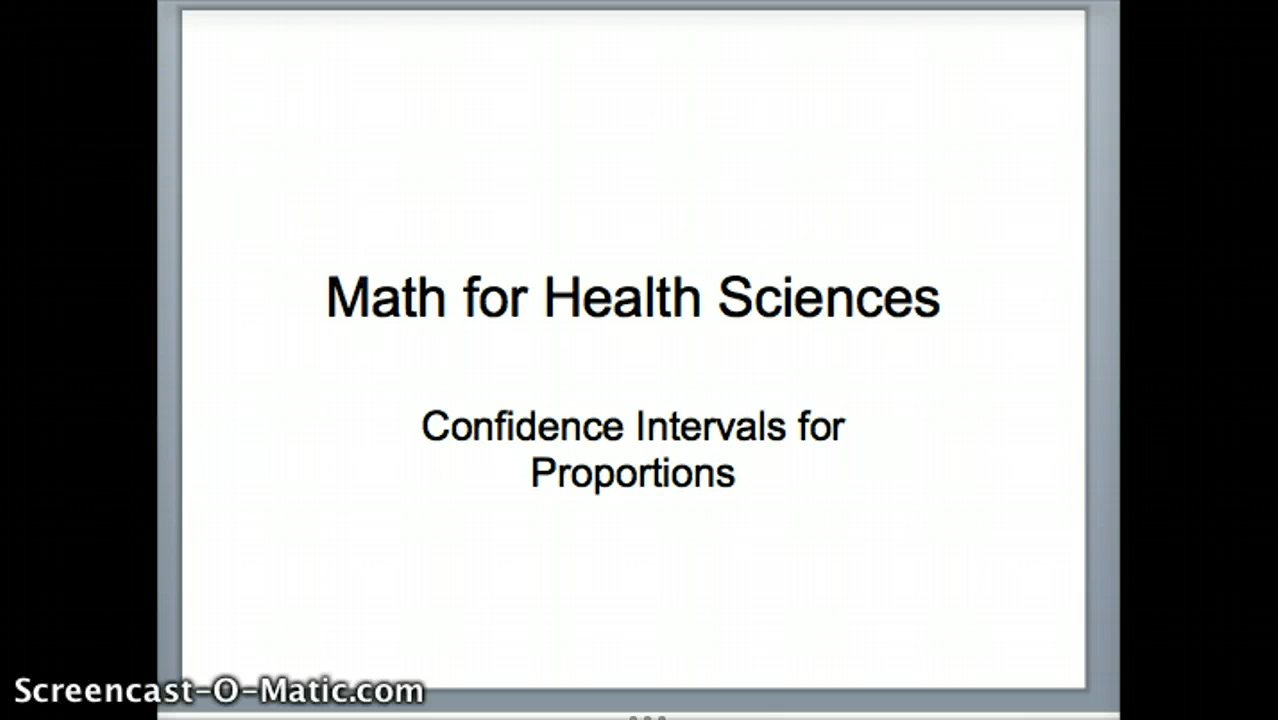 Math for Health Sciences
Confidence Intervals for
Proportions
Screencast-O-Matic.com